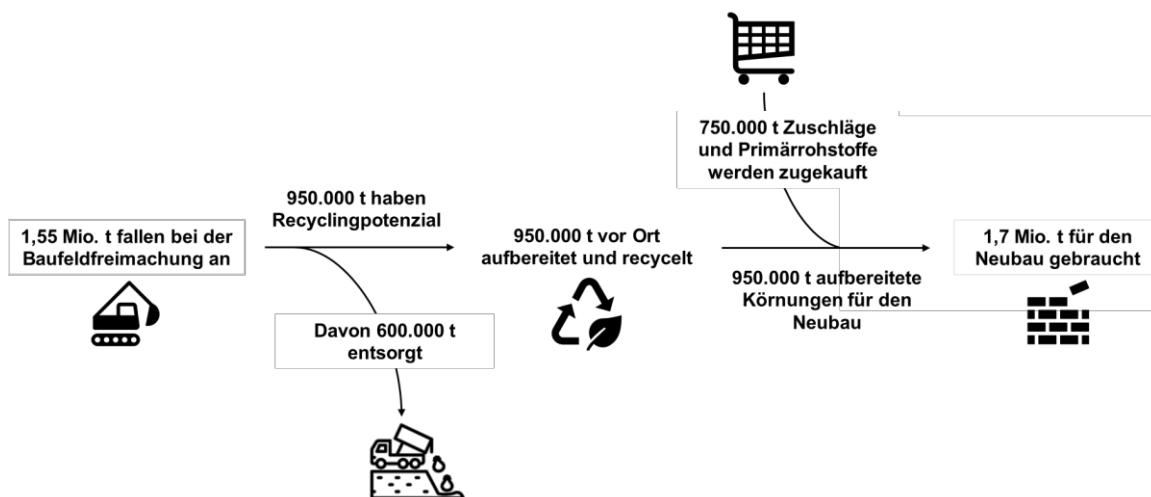 1,55 Mio. t fallen bei der
Baufeldfreimachung an
950.000 t haben
Recyclingpotenzial
Davon 600.000 t
entsorgt
950.000 t vor Ort
aufbereitet und recycelt
750.000 t Zuschläge
und Primärrohstoffe
werden zugekauft
950.000 t aufbereitete
Körnungen für den
Neubau
1,7 Mio. t für den
Neubau gebraucht